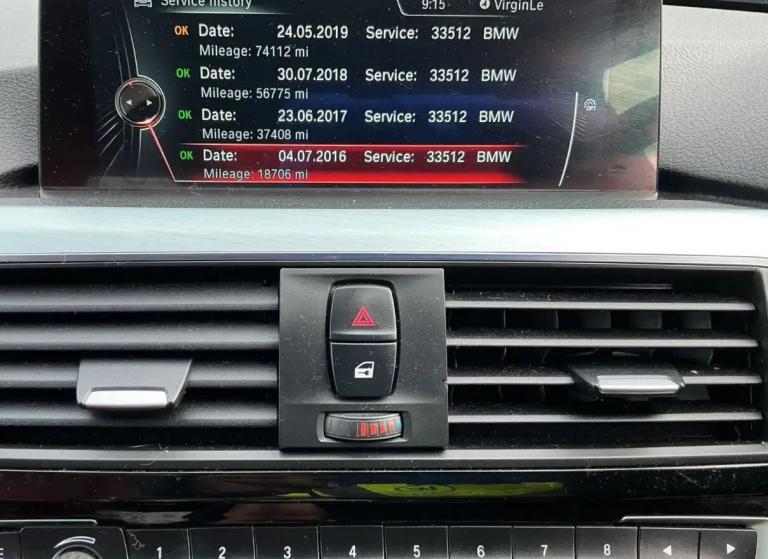 Service history 9:15 VirginLe
OK Date: 24.05.2019 Service: 33512 BMW
Mileage: 74112 mi
OK Date: 30.07.2018 Service: 33512 BMW
Mileage: 56775 mi
OK Date: 23.06.2017 Service: 33512 BMW
Mileage: 37408 mi
OK Date: 04.07.2016 Service: 33512 BMW
Mileage: 18706 mi
OPT
1 2 3 4 5 6 7 8